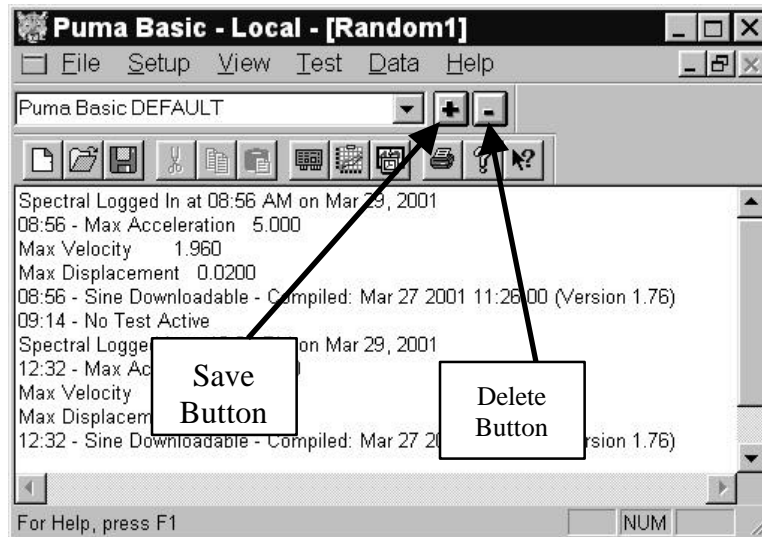 Puma Basic - Local - [Random1]
File Setup View Test Data Help
Puma Basic DEFAULT
+ -
Spectral Logged In at 08:56 AM on Mar 29, 2001
08:56 - Max Acceleration 5.000
Max Velocity 1.960
Max Displacement 0.0200
08:56 - Sine Downloadable - Compiled: Mar 27 2001 11:26:00 (Version 1.76)
09:14 - No Test Active
Spectral Logge on Mar 29, 2001
12:32 - Max Ac
Max Velocity
Max Displacem
12:32 - Sine Downloadable - Compiled: Mar 27 2 rsion 1.76)
Save
Button
Delete
Button
For Help, press F1
NUM